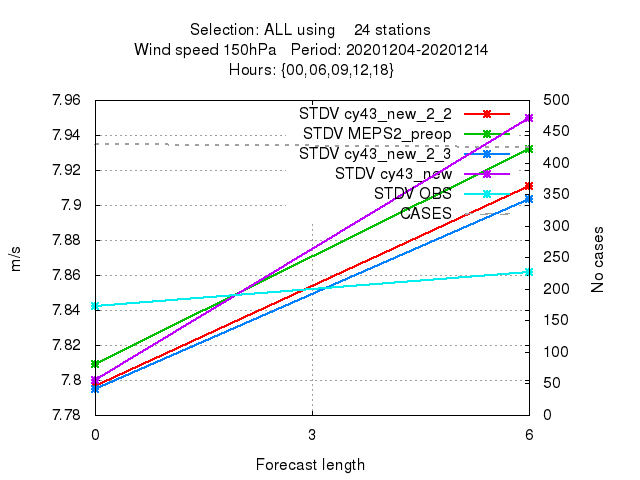 Selection: ALL using 24 stations
Wind speed 150hPa Period: 20201204-20201214
Hours: {00,06,09,12,18}
7.96
7.94
7.92
7.9
7.88
7.86
7.84
7.82
7.8
7.78
m/s
STDV cy43_new_2_2
STDV MEPS2_preop
STDV cy43_new_2_3
STDV cy43_new
STDV OBS
CASES
500
450
400
350
300
250
200
150
100
50
0
No cases
0 3 6
Forecast length